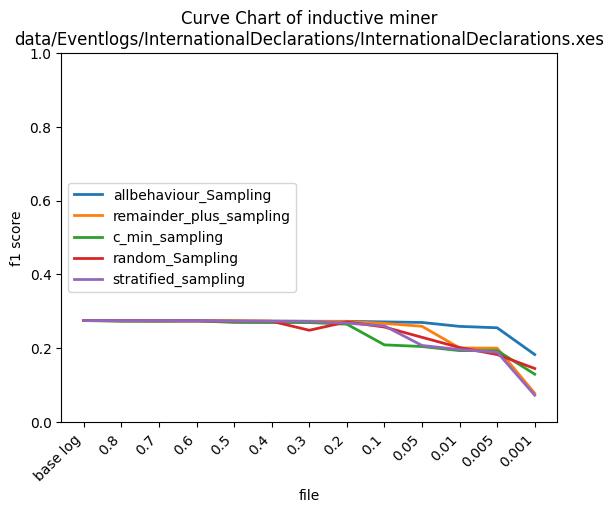 Curve Chart of inductive miner
data/Eventlogs/InternationalDeclarations/InternationalDeclarations.xes
1.0
0.8
0.6
0.4
0.2
0.0
f1 score
allbehaviour_Sampling
remainder_plus_sampling
c_min_sampling
random_Sampling
stratified_sampling
base log
0.8
0.7
0.6
0.5
0.4
0.3
0.2
0.1
0.05
0.01
0.005
0.001
file